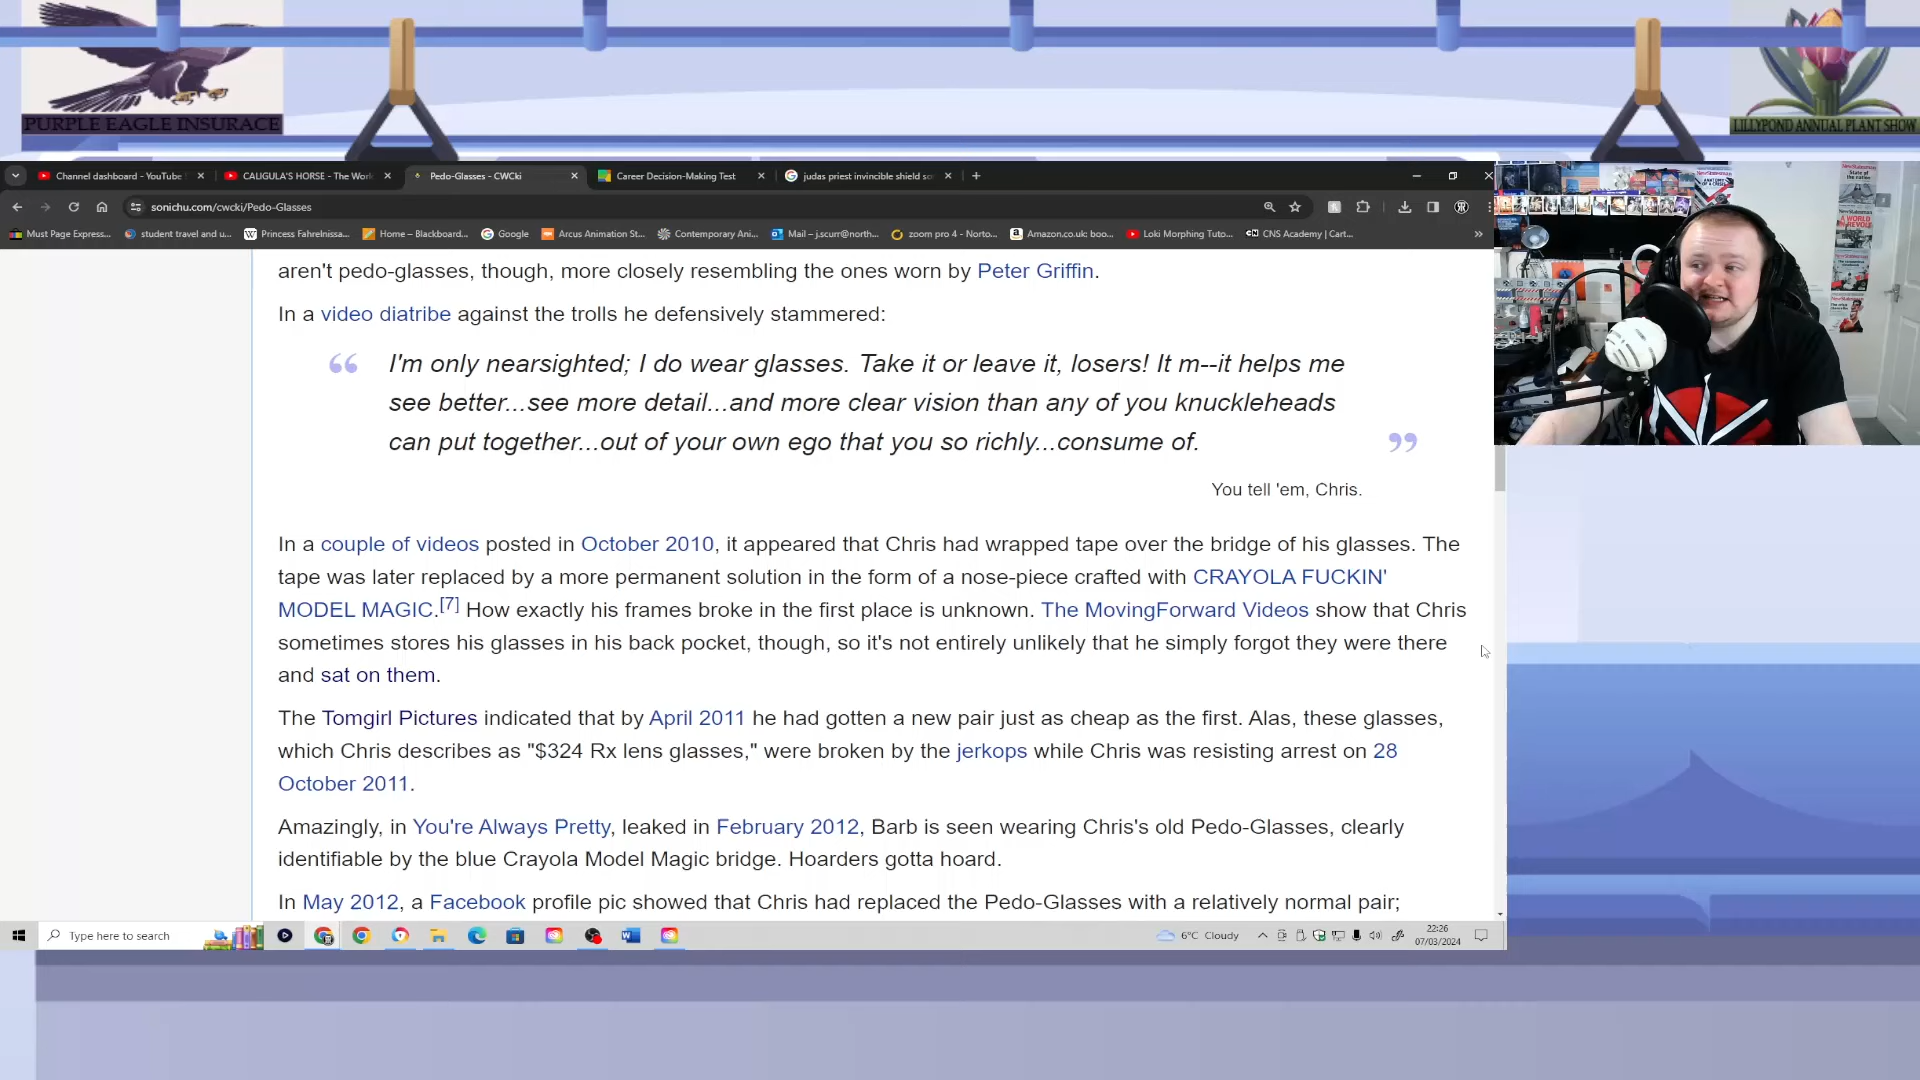 PURPLE EAGLE INSURACE
LILLYPOND ANNUAL PLANT SHOW
Channel dashboard - YouTube
CALIGULA'S HORSE - The Worl
Pedo-Glasses - CWCki
Career Decision-Making Test
judas priest invincible shield so
sonichu.com/cwcki/Pedo-Glasses
Must Page Express...
student travel and u...
Princess Fahrelnissa...
Home – Blackboard...
Google
Arcus Animation St...
Contemporary Ani...
Mail – j.scurr@north...
zoom pro 4 - Norto...
Amazon.co.uk: boo...
Loki Morphing Tuto...
CNS Academy | Cart...
aren't pedo-glasses, though, more closely resembling the ones worn by Peter Griffin.
In a video diatribe against the trolls he defensively stammered:
“ I'm only nearsighted; I do wear glasses. Take it or leave it, losers! It m--it helps me
see better...see more detail...and more clear vision than any of you knuckleheads
can put together...out of your own ego that you so richly...consume of. ”
You tell 'em, Chris.
In a couple of videos posted in October 2010, it appeared that Chris had wrapped tape over the bridge of his glasses. The
tape was later replaced by a more permanent solution in the form of a nose-piece crafted with CRAYOLA FUCKIN'
MODEL MAGIC.[7] How exactly his frames broke in the first place is unknown. The MovingForward Videos show that Chris
sometimes stores his glasses in his back pocket, though, so it's not entirely unlikely that he simply forgot they were there
and sat on them.
The Tomgirl Pictures indicated that by April 2011 he had gotten a new pair just as cheap as the first. Alas, these glasses,
which Chris describes as "$324 Rx lens glasses," were broken by the jerkops while Chris was resisting arrest on 28
October 2011.
Amazingly, in You're Always Pretty, leaked in February 2012, Barb is seen wearing Chris's old Pedo-Glasses, clearly
identifiable by the blue Crayola Model Magic bridge. Hoarders gotta hoard.
In May 2012, a Facebook profile pic showed that Chris had replaced the Pedo-Glasses with a relatively normal pair;
Type here to search
6°C Cloudy
22:26
07/03/2024